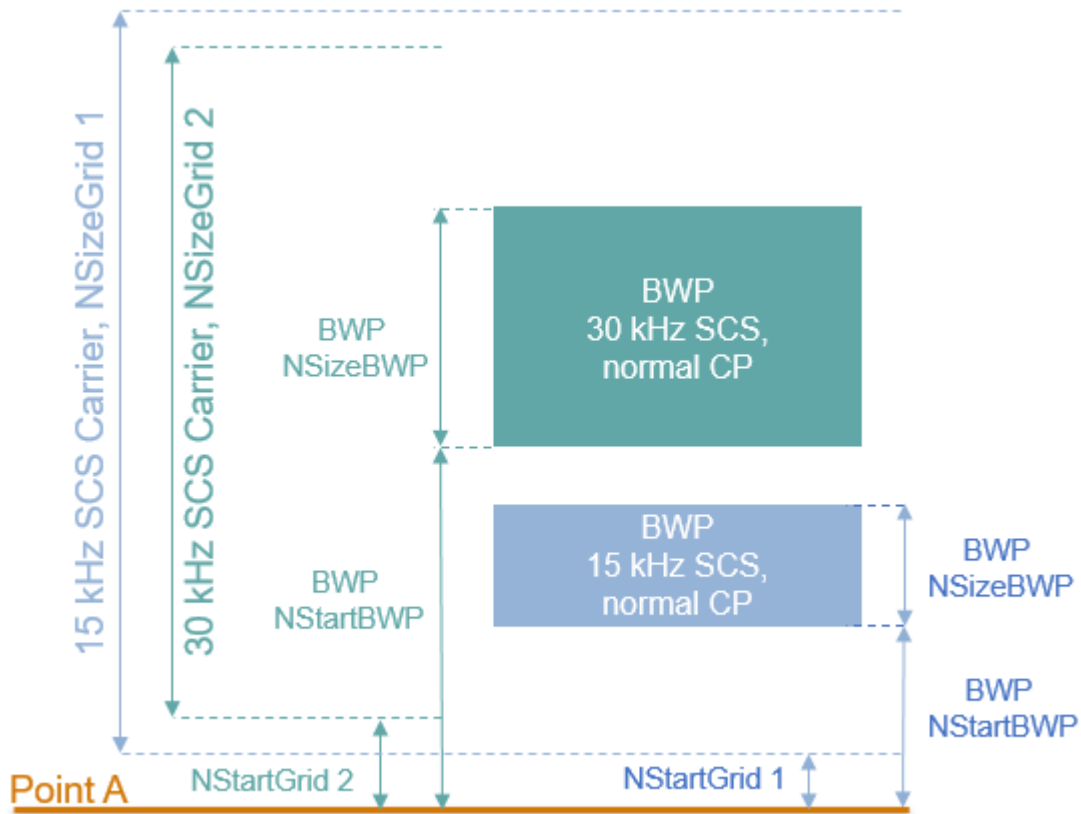 15 kHz SCS Carrier, NSizeGrid 1
30 kHz SCS Carrier, NSizeGrid 2
BWP
NSizeBWP
BWP
30 kHz SCS,
normal CP
BWP
NStartBWP
BWP
15 kHz SCS,
normal CP
BWP
NSizeBWP
BWP
NStartBWP
NStartGrid 2
NStartGrid 1
Point A